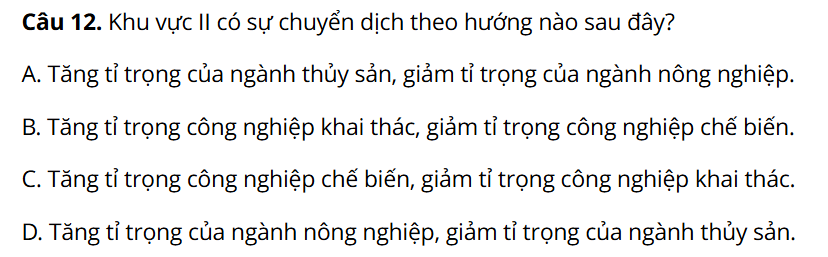 Câu 12. Khu vực II có sự chuyển dịch theo hướng nào sau đây?
A. Tăng tỉ trọng của ngành thủy sản, giảm tỉ trọng của ngành nông nghiệp.
B. Tăng tỉ trọng công nghiệp khai thác, giảm tỉ trọng công nghiệp chế biến.
C. Tăng tỉ trọng công nghiệp chế biến, giảm tỉ trọng công nghiệp khai thác.
D. Tăng tỉ trọng của ngành nông nghiệp, giảm tỉ trọng của ngành thủy sản.